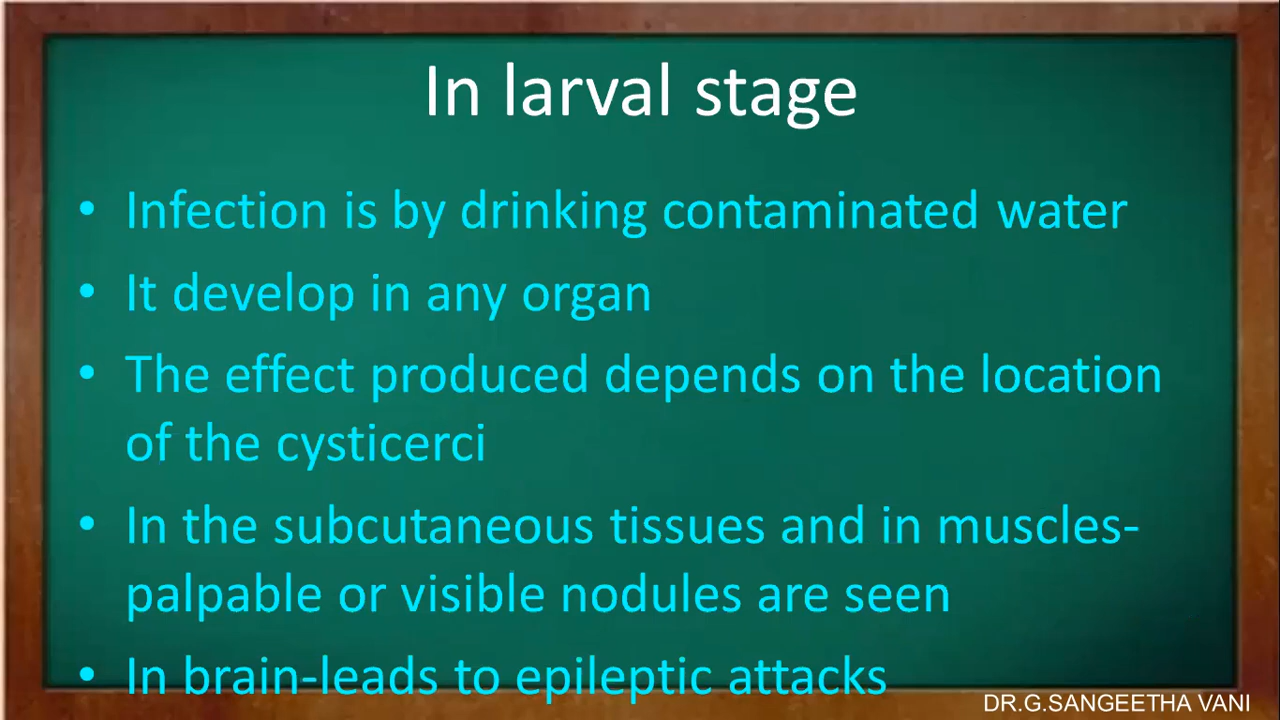 In larval stage
• Infection is by drinking contaminated water
• It develop in any organ
• The effect produced depends on the location
of the cysticerci
• In the subcutaneous tissues and in muscles-
palpable or visible nodules are seen
• In brain-leads to epileptic attacks
DR.G.SANGEETHA VANI